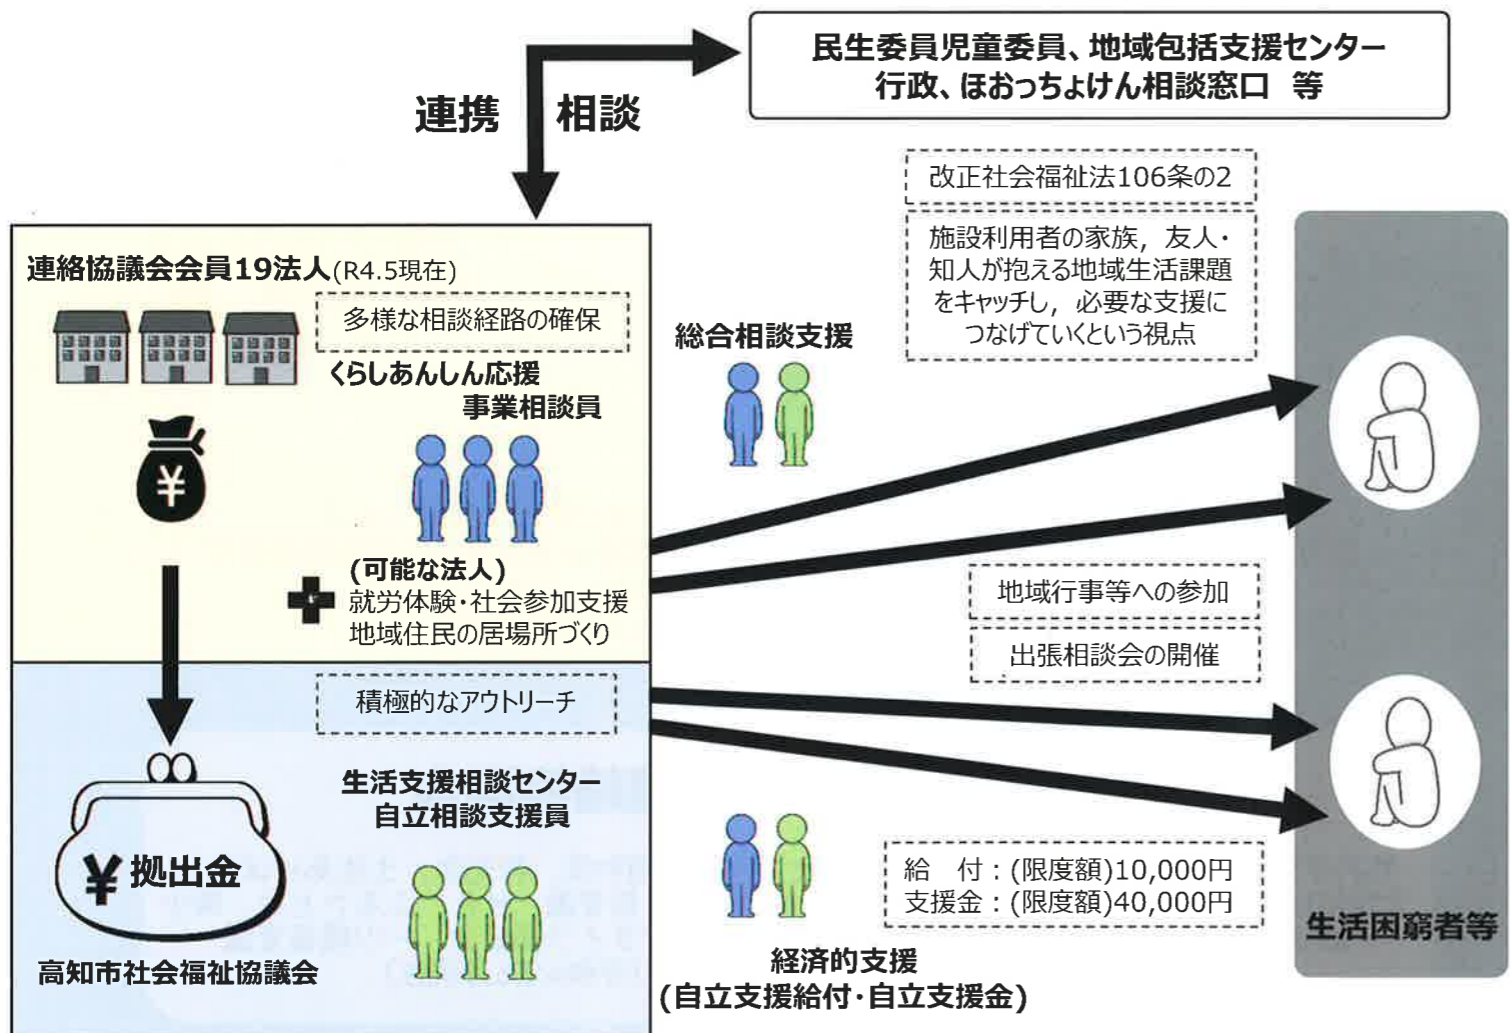 民生委員児童委員、地域包括支援センター
行政、ほおっちょけん相談窓口 等
連携 相談
改正社会福祉法106条の2
施設利用者の家族，友人・
知人が抱える地域生活課題
をキャッチし，必要な支援に
つなげていくという視点
連絡協議会会員19法人(R4.5現在)
多様な相談経路の確保
くらしあんしん応援
事業相談員
¥
(可能な法人)
就労体験・社会参加支援
地域住民の居場所づくり
総合相談支援
地域行事等への参加
出張相談会の開催
積極的なアウトリーチ
生活支援相談センター
自立相談支援員
¥ 拠出金
高知市社会福祉協議会
給　付：(限度額)10,000円
支援金：(限度額)40,000円
経済的支援
(自立支援給付・自立支援金)
生活困窮者等